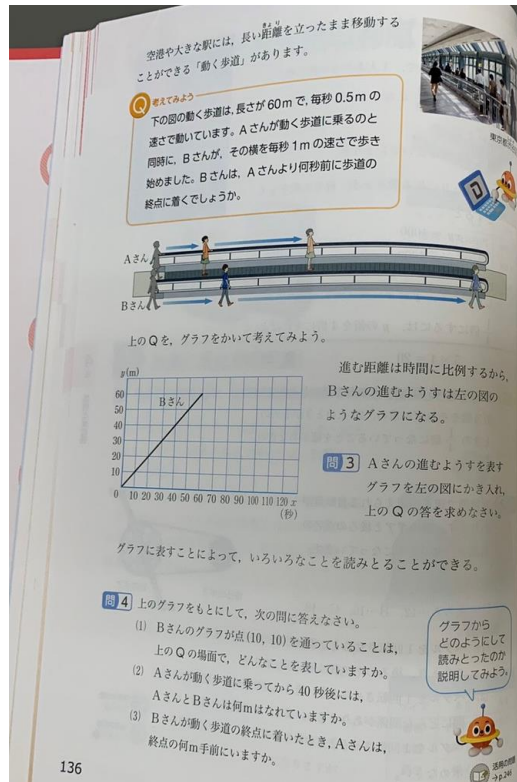 空港や大きな駅には，長い距離を立ったまま移動する
ことができる「動く歩道」があります。
Q 考えてみよう
下の図の動く歩道は，長さが60mで，毎秒0.5mの
速さで動いています。Aさんが動く歩道に乗るのと
同時に，Bさんが，その横を毎秒1mの速さで歩き
始めました。Bさんは，Aさんより何秒前に歩道の
終点に着くでしょうか。
東京都
Aさん
Bさん
上のQを，グラフをかいて考えてみよう。
y(m)
60
50
40
30
20
10
Bさん
0 10 20 30 40 50 60 70 80 90 100 110 120 x
(秒)
進む距離は時間に比例するから，
Bさんの進むようすは左の図の
ようなグラフになる。
問3 Aさんの進むようすを表す
グラフを左の図にかき入れ，
上のQの答を求めなさい。
グラフに表すことによって，いろいろなことを読みとることができる。
問4 上のグラフをもとにして，次の問に答えなさい。
(1) Bさんのグラフが点(10, 10)を通っていることは，
上のQの場面で，どんなことを表していますか。
(2) Aさんが動く歩道に乗ってから40秒後には，
AさんとBさんは何mはなれていますか。
(3) Bさんが動く歩道の終点に着いたとき，Aさんは，
終点の何m手前にいますか。
グラフから
どのようにして
読みとったのか
説明してみよう。
136